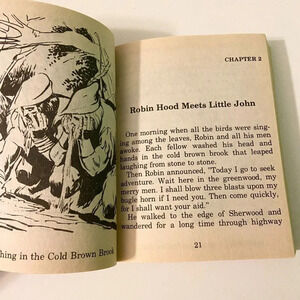 CHAPTER 2
Robin Hood Meets Little John
One morning when all the birds were sing-
ing among the leaves, Robin and all his men
awoke. Each fellow washed his head and
hands in the cold brown brook that leaped
laughing from stone to stone.
Then Robin announced, "Today I go to seek
adventure. Wait here in the greenwood, my
merry men. I shall blow three blasts upon my
bugle horn if I need you. Then come quickly,
for I shall want your aid."
He walked to the edge of Sherwood and
wandered for a long time through highway
21
hing in the Cold Brown Brook